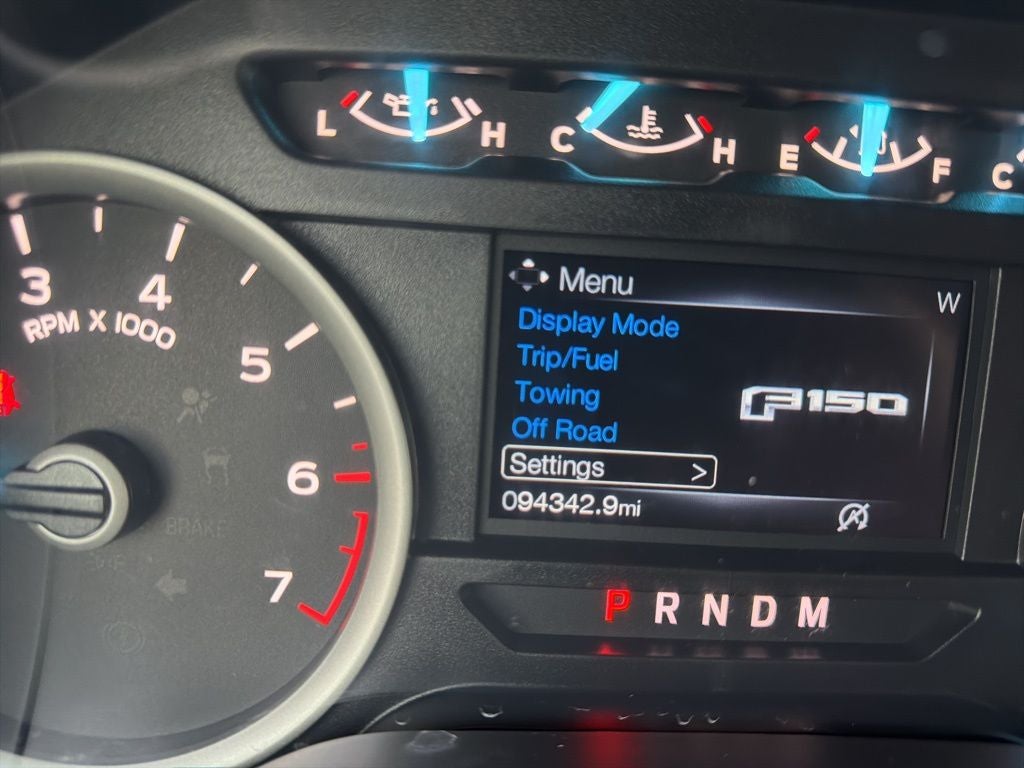 L H C H E F C
3 4 5 6 7
RPM X 1000
BRAKE
Menu W
Display Mode
Trip/Fuel
Towing
Off Road
Settings >
094342.9mi
F150
P R N D M